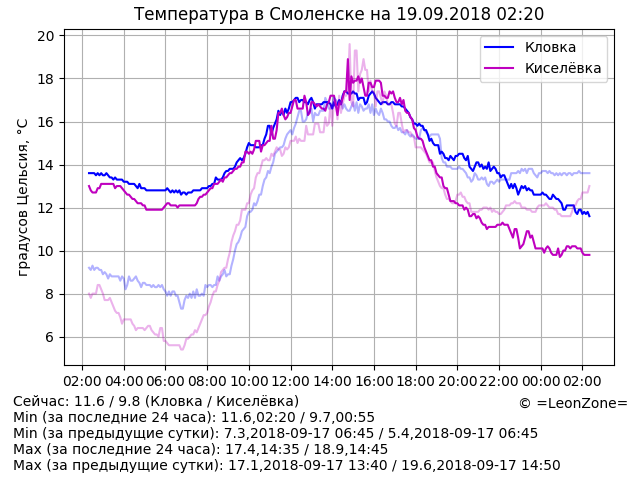 Температура в Смоленске на 19.09.2018 02:20
20
18
16
14
12
10
8
6
градусов Цельсия, °C
Кловка
Киселёвка
02:00 04:00 06:00 08:00 10:00 12:00 14:00 16:00 18:00 20:00 22:00 00:00 02:00
Сейчас: 11.6 / 9.8 (Кловка / Киселёвка)
© =LeonZone=
Min (за последние 24 часа): 11.6,02:20 / 9.7,00:55
Min (за предыдущие сутки): 7.3,2018-09-17 06:45 / 5.4,2018-09-17 06:45
Max (за последние 24 часа): 17.4,14:35 / 18.9,14:45
Max (за предыдущие сутки): 17.1,2018-09-17 13:40 / 19.6,2018-09-17 14:50